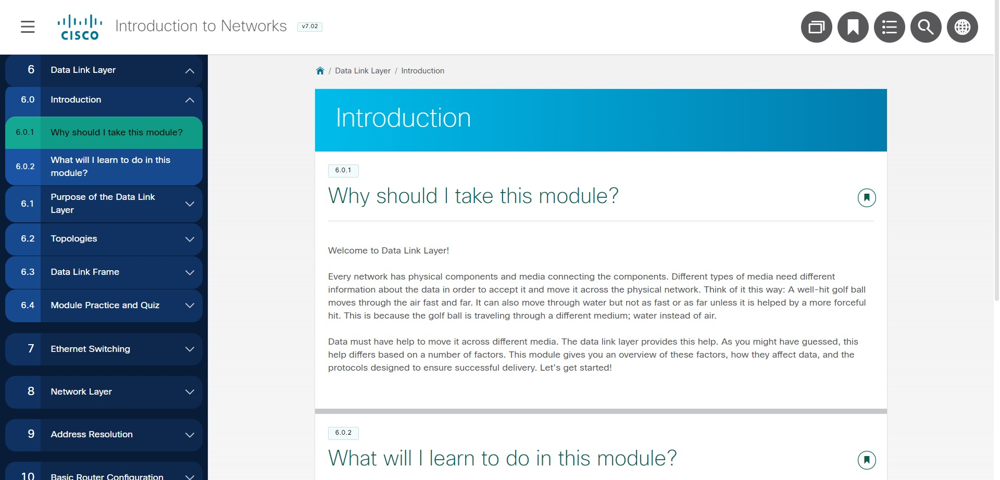 CISCO
Introduction to Networks
v7.02
6
Data Link Layer
6.0
Introduction
6.0.1
Why should I take this module?
6.0.2
What will I learn to do in this
module?
6.1
Purpose of the Data Link
Layer
6.2
Topologies
6.3
Data Link Frame
6.4
Module Practice and Quiz
7
Ethernet Switching
8
Network Layer
9
Address Resolution
10
Basic Router Configuration
/ Data Link Layer / Introduction
Introduction
6.0.1
Why should I take this module?
Welcome to Data Link Layer!
Every network has physical components and media connecting the components. Different types of media need different
information about the data in order to accept it and move it across the physical network. Think of it this way: A well-hit golf ball
moves through the air fast and far. It can also move through water but not as fast or as far unless it is helped by a more forceful
hit. This is because the golf ball is traveling through a different medium; water instead of air.
Data must have help to move it across different media. The data link layer provides this help. As you might have guessed, this
help differs based on a number of factors. This module gives you an overview of these factors, how they affect data, and the
protocols designed to ensure successful delivery. Let's get started!
6.0.2
What will I learn to do in this module?